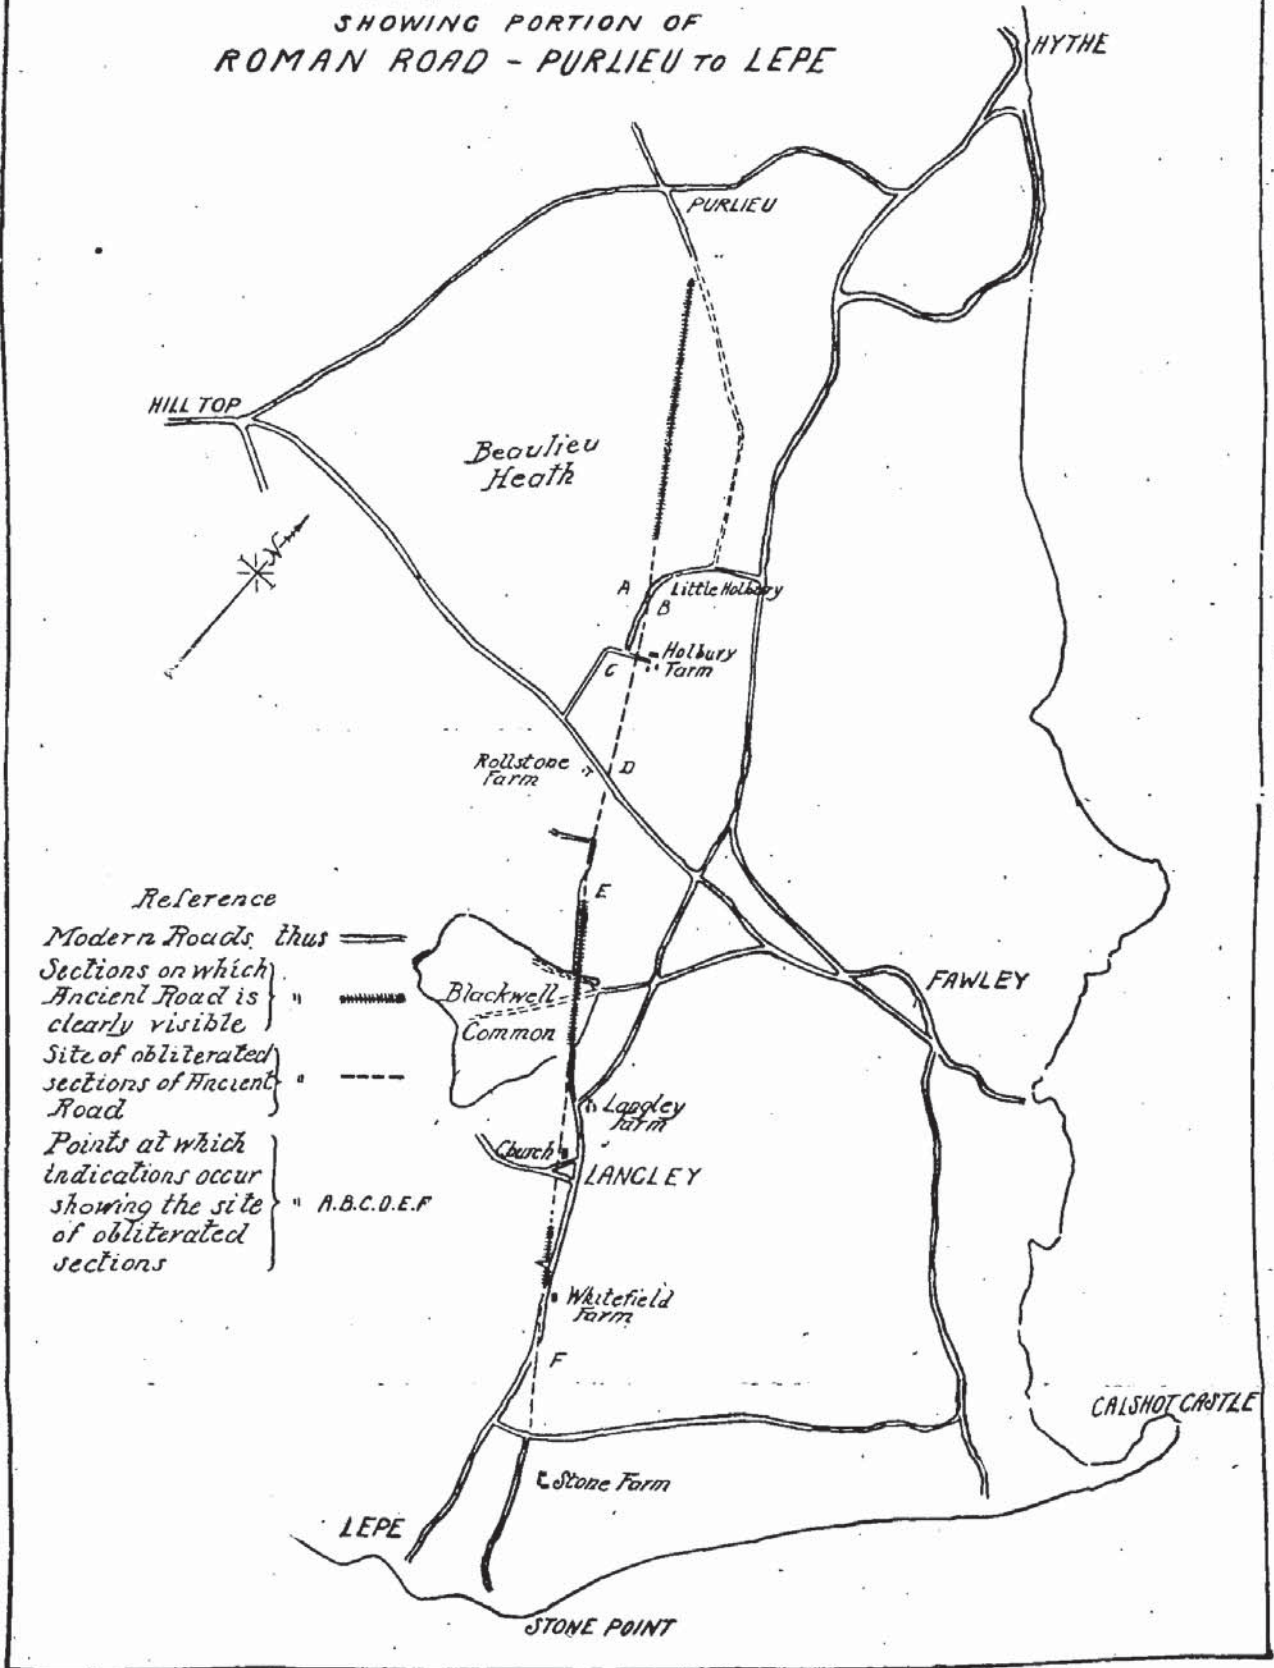 SHOWING PORTION OF
ROMAN ROAD - PURLIEU TO LEPE
HYTHE
PURLIEU
HILL TOP
Beaulieu
Heath
N
A
Little Holbury
B
Holbury
Farm
C
Rollstone
Farm
D
E
Reference
Modern Roads, thus
Sections on which
Ancient Road is "
clearly visible
Site of obliterated
sections of Ancient "
Road
Points at which
indications occur
showing the site " A.B.C.D.E.F
of obliterated
sections
Blackwell
Common
FAWLEY
Langley
Farm
Church
LANGLEY
Whitefield
Farm
F
CALSHOT CASTLE
Stone Farm
LEPE
STONE POINT